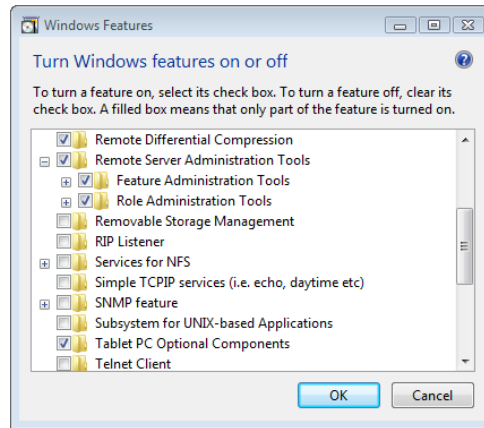 Windows Features
Turn Windows features on or off
To turn a feature on, select its check box. To turn a feature off, clear its
check box. A filled box means that only part of the feature is turned on.
Remote Differential Compression
Remote Server Administration Tools
Feature Administration Tools
Role Administration Tools
Removable Storage Management
RIP Listener
Services for NFS
Simple TCPIP services (i.e. echo, daytime etc)
SNMP feature
Subsystem for UNIX-based Applications
Tablet PC Optional Components
Telnet Client
OK Cancel